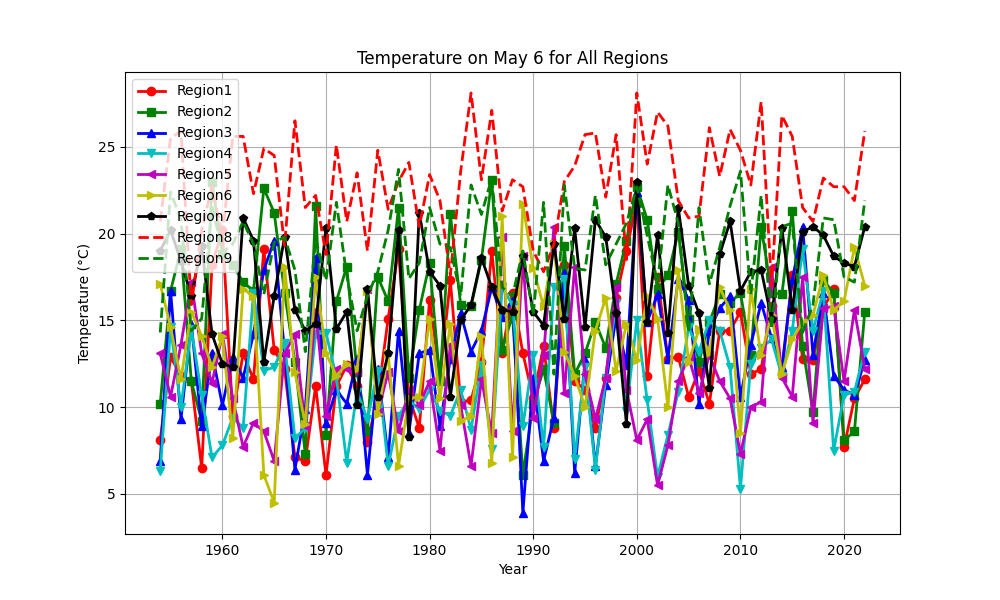 Temperature on May 6 for All Regions
Region1
Region2
Region3
Region4
Region5
Region6
Region7
Region8
Region9
Temperature (°C)
25
20
15
10
5
1960 1970 1980 1990 2000 2010 2020
Year